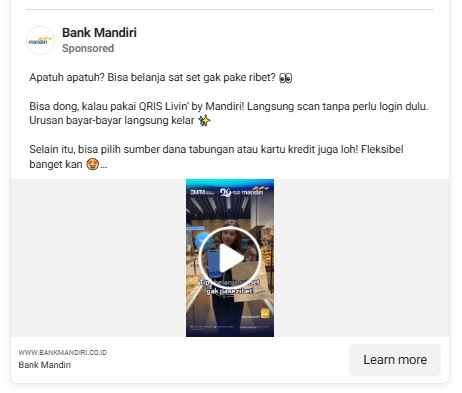 Bank Mandiri
Sponsored
mandiri
Apatuh apatuh? Bisa belanja sat set gak pake ribet? 👀
Bisa dong, kalau pakai QRIS Livin’ by Mandiri! Langsung scan tanpa perlu login dulu.
Urusan bayar-bayar langsung kelar ✨
Selain itu, bisa pilih sumber dana tabungan atau kartu kredit juga loh! Fleksibel
banget kan 🤩...
mandiri
Tips belanja set
gak pake ribet
WWW.BANKMANDIRI.CO.ID
Bank Mandiri
Learn more